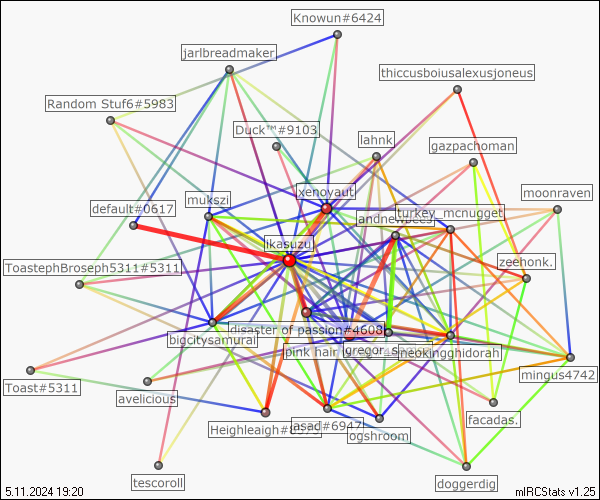 Knowun#6424
jarlbreadmaker
thiccusboiusalexusjoneus
Random Stuf6#5983
Duck™#9103
lahnk
gazpachoman
mukszi
xenoyaut
moonraven
default#0617
andnewbees
turkey_mcnugget
ikasuzu
zeehonk.
ToastephBroseph5311#5311
disaster of passion#4608
bigcitysamurai
pink hair
gregor_s
neokingghidorah
Toast#5311
avelicious
mingus4742
Heighleaigh#
asad#6947
ogshroom
facadas.
tescoroll
doggerdig
5.11.2024 19:20
mIRCStats v1.25